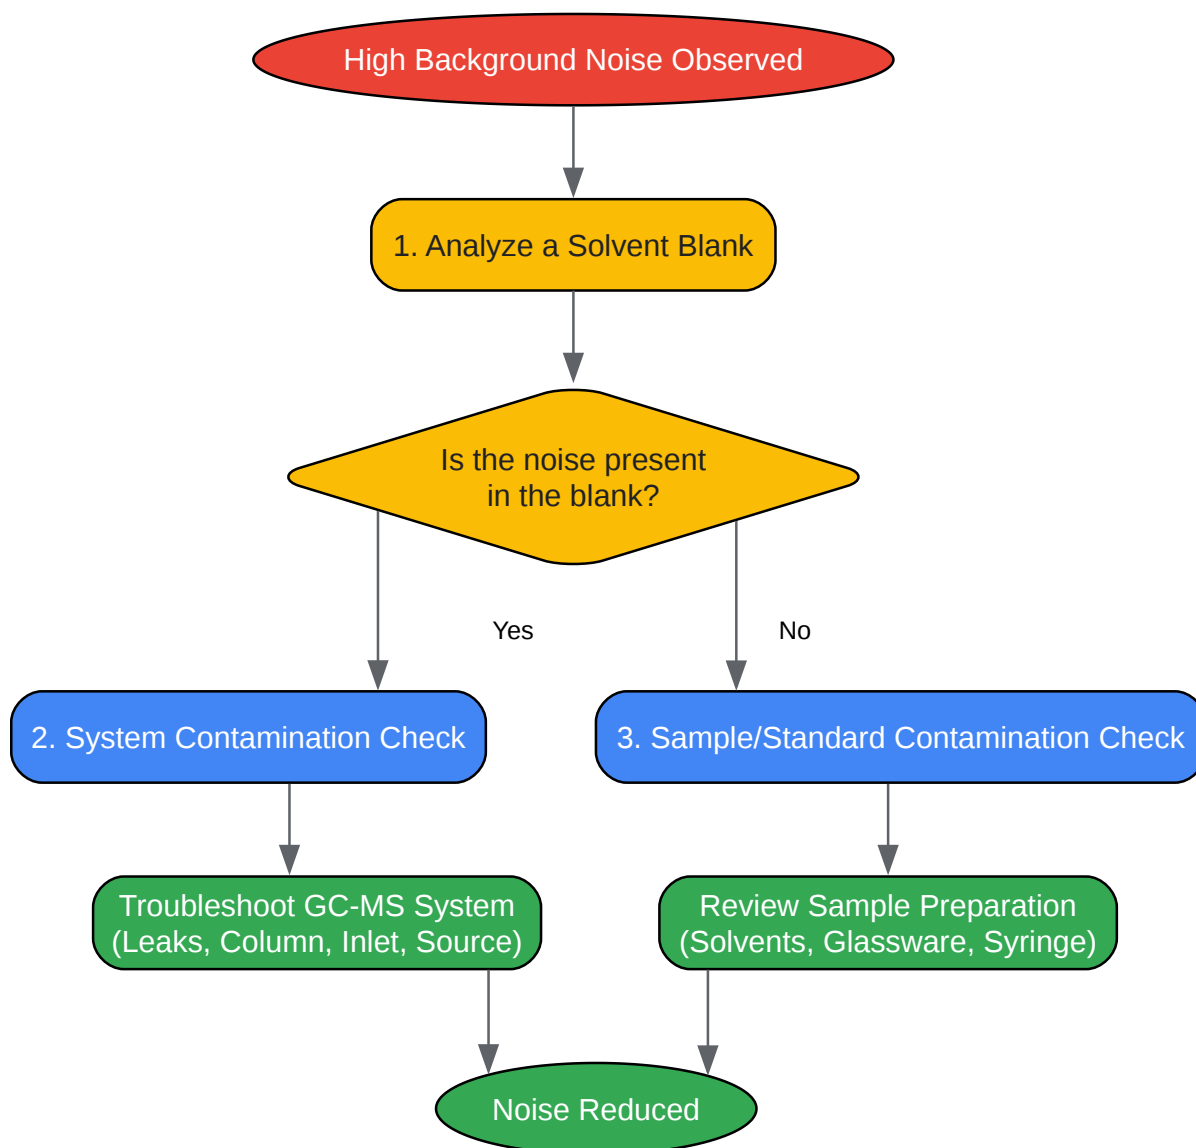 High Background Noise Observed
1. Analyze a Solvent Blank
Is the noise present
in the blank?
Yes
No
2. System Contamination Check
3. Sample/Standard Contamination Check
Troubleshoot GC-MS System
(Leaks, Column, Inlet, Source)
Review Sample Preparation
(Solvents, Glassware, Syringe)
Noise Reduced